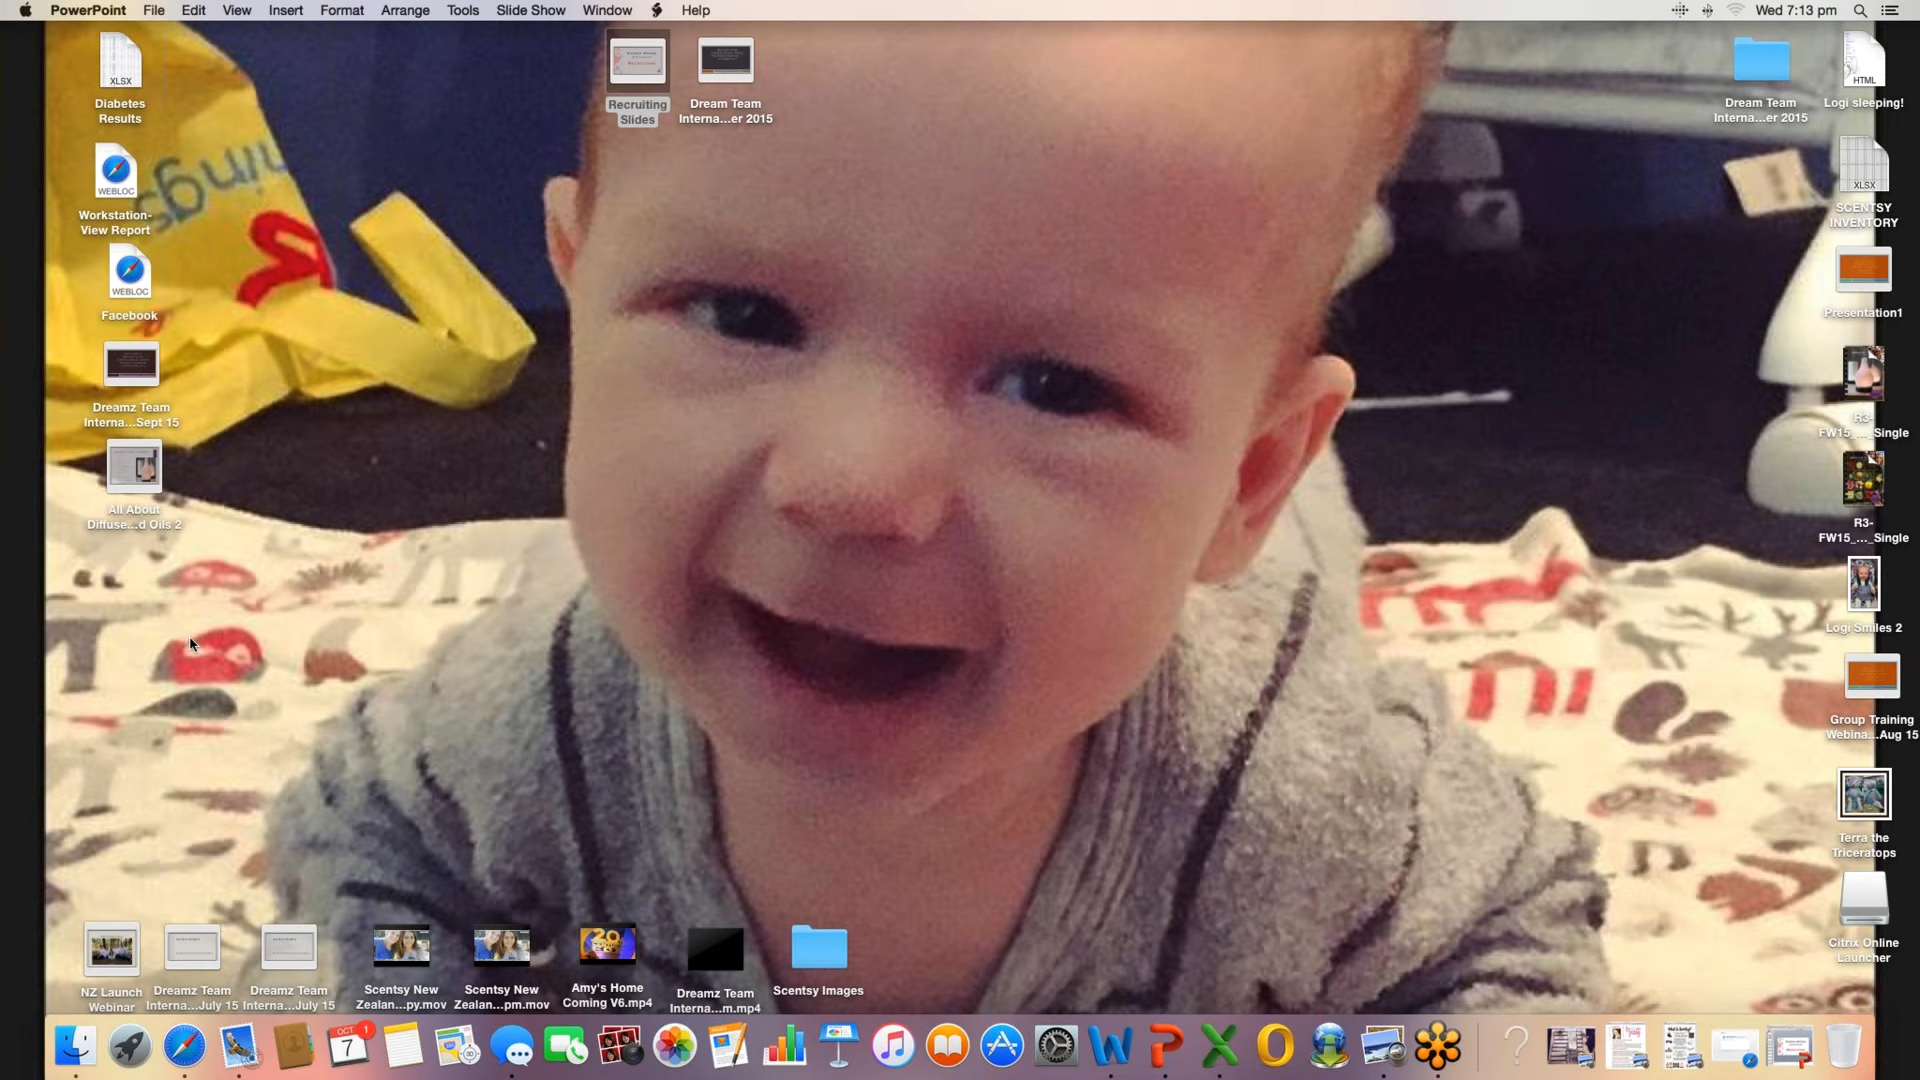 PowerPoint File Edit View Insert Format Arrange Tools Slide Show Window Help Wed 7:13 pm
XLSX
Diabetes
Results
WEBLOC
Workstation-
View Report
WEBLOC
Facebook
Dreamz Team
Interna...Sept 15
All About
Diffuse...d Oils 2
Recruiting
Slides
Dream Team
Interna...er 2015
Dream Team
Interna...er 2015
HTML
Logi sleeping!
XLSX
SCENTSY
INVENTORY
Presentation1
R3-
FW15_..._Single
R3-
FW15_..._Single
Logi Smiles 2
Group Training
Webina...Aug 15
Terra the
Triceratops
Citrix Online
Launcher
NZ Launch
Webinar
Dreamz Team
Interna...July 15
Dreamz Team
Interna...July 15
Scentsy New
Zealan...py.mov
Scentsy New
Zealan...pm.mov
Amy's Home
Coming V6.mp4
Dreamz Team
Interna...m.mp4
Scentsy Images
OCT 1
7